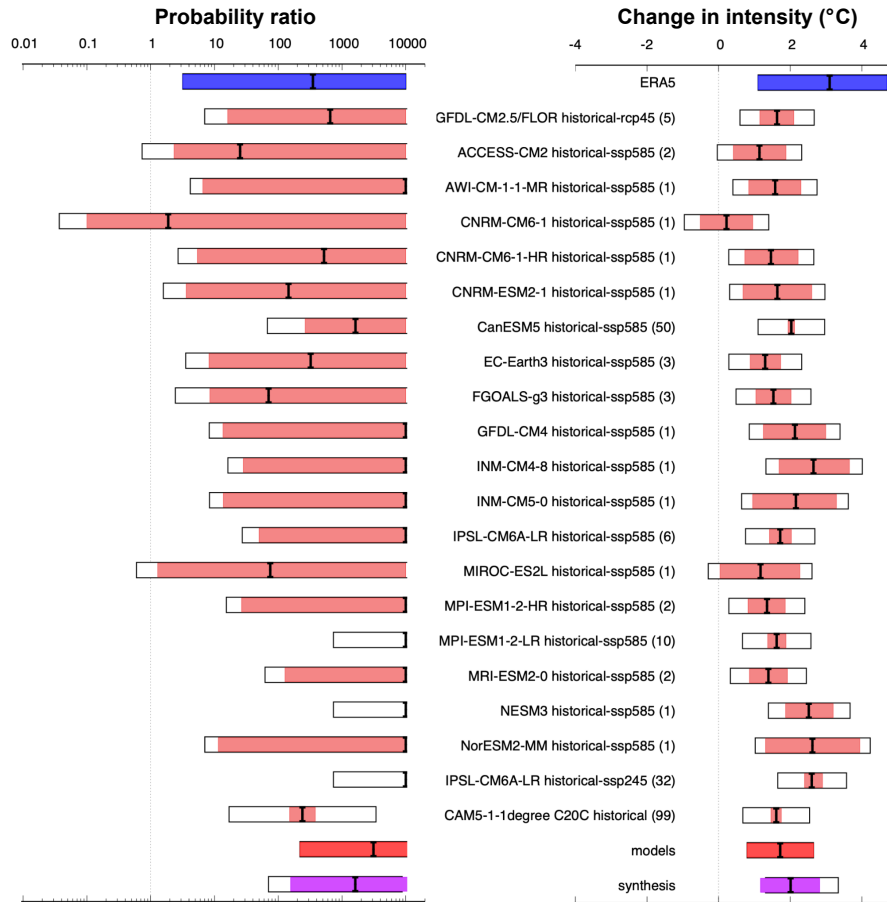 Probability ratio Change in intensity (°C)
0.01 0.1 1 10 100 1000 10000 -4 -2 0 2 4
ERA5
GFDL-CM2.5/FLOR historical-rcp45 (5)
ACCESS-CM2 historical-ssp585 (2)
AWI-CM-1-1-MR historical-ssp585 (1)
CNRM-CM6-1 historical-ssp585 (1)
CNRM-CM6-1-HR historical-ssp585 (1)
CNRM-ESM2-1 historical-ssp585 (1)
CanESM5 historical-ssp585 (50)
EC-Earth3 historical-ssp585 (3)
FGOALS-g3 historical-ssp585 (3)
GFDL-CM4 historical-ssp585 (1)
INM-CM4-8 historical-ssp585 (1)
INM-CM5-0 historical-ssp585 (1)
IPSL-CM6A-LR historical-ssp585 (6)
MIROC-ES2L historical-ssp585 (1)
MPI-ESM1-2-HR historical-ssp585 (2)
MPI-ESM1-2-LR historical-ssp585 (10)
MRI-ESM2-0 historical-ssp585 (2)
NESM3 historical-ssp585 (1)
NorESM2-MM historical-ssp585 (1)
IPSL-CM6A-LR historical-ssp245 (32)
CAM5-1-1degree C20C historical (99)
models
synthesis